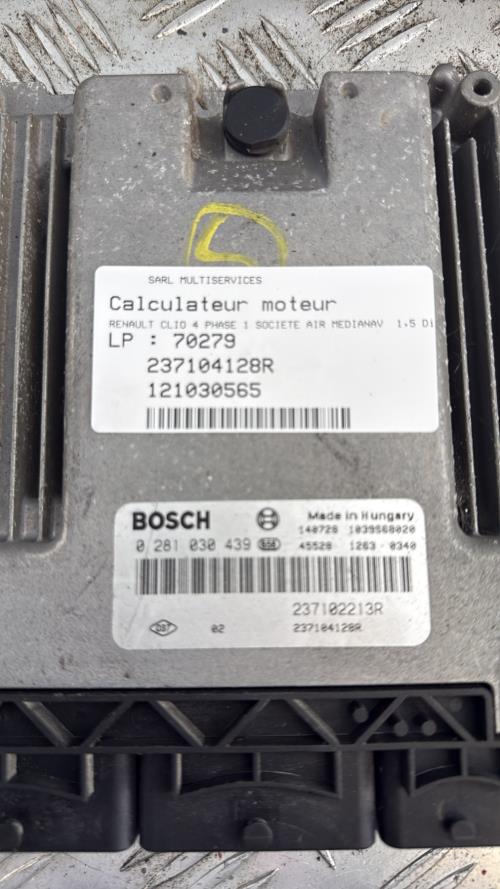 SARL MULTISERVICES
Calculateur moteur
RENAULT CLIO 4 PHASE 1 SOCIETE AIR MEDIANAV 1.5 Di
LP : 70279
237104128R
121030565
BOSCH
Made in Hungary
140726 1039S68020
0 281 030 439
45528 1263-0340
237102213R
02
237104128R